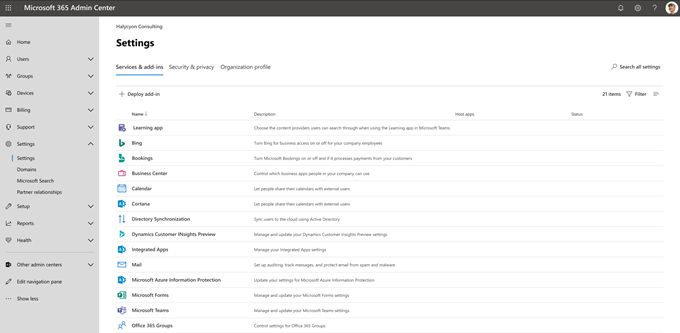 Microsoft 365 Admin Center
Halycyon Consulting
Settings
Home
Users
Groups
Devices
Billing
Support
Settings
Settings
Domains
Microsoft Search
Partner relationships
Setup
Reports
Health
Other admin centers
Edit navigation pane
Show less
Services & add-ins Security & privacy Organization profile Search all settings
Deploy add-in 21 items Filter
Name ↓ Description Host apps Status
Learning app Choose the content providers users can search through when using the Learning app in Microsoft Teams
Bing Turn Bing for business access on or off for your company employees
Bookings Turn Microsoft Bookings on or off and if it processes payments from your customers
Business Center Control which business apps people in your company can use
Calendar Let people share their calendars with external users
Cortana Let people share their calendars with external users
Directory Synchronization Sync users to the cloud using Active Directory
Dynamics Customer INsights Preview Manage and update your Dynamics Customer Insights Preview settings
Integrated Apps Manage your Integrated Apps settings
Mail Set up auditing, track messages, and protect email from spam and malware
Microsoft Azure Information Protection Update your settings for Microsoft Azure Information Protection
Microsoft Forms Manage and update your Microsoft Forms settings
Microsoft Teams Manage and update your Microsoft Teams settings
Office 365 Groups Control settings for Office 365 Groups